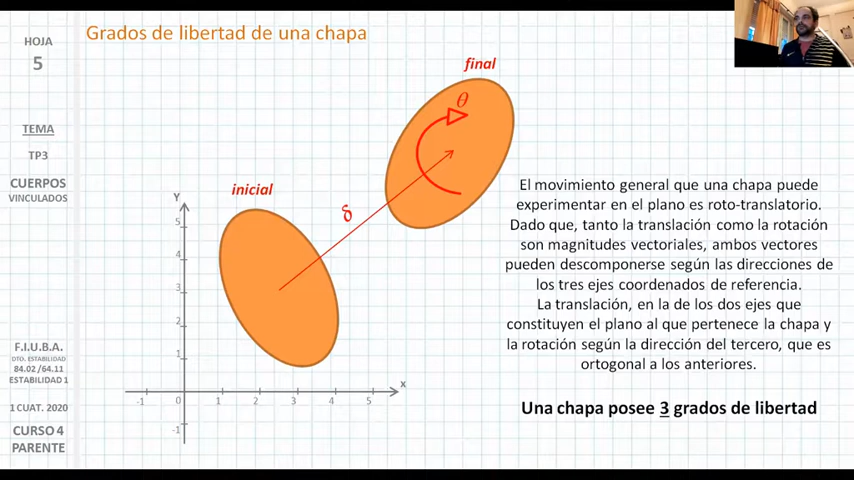 HOJA
5
TEMA
TP3
CUERPOS
VINCULADOS
F.I.U.B.A.
DTO. ESTABILIDAD
84.02 /64.11
ESTABILIDAD 1
1 CUAT. 2020
CURSO 4
PARENTE
Grados de libertad de una chapa
final
θ
inicial
δ
Y
5
4
3
2
1
-1
-1
0
1
2
3
4
5
x
El movimiento general que una chapa puede
experimentar en el plano es roto-translatorio.
Dado que, tanto la translación como la rotación
son magnitudes vectoriales, ambos vectores
pueden descomponerse según las direcciones de
los tres ejes coordenados de referencia.
La translación, en la de los dos ejes que
constituyen el plano al que pertenece la chapa y
la rotación según la dirección del tercero, que es
ortogonal a los anteriores.
Una chapa posee 3 grados de libertad